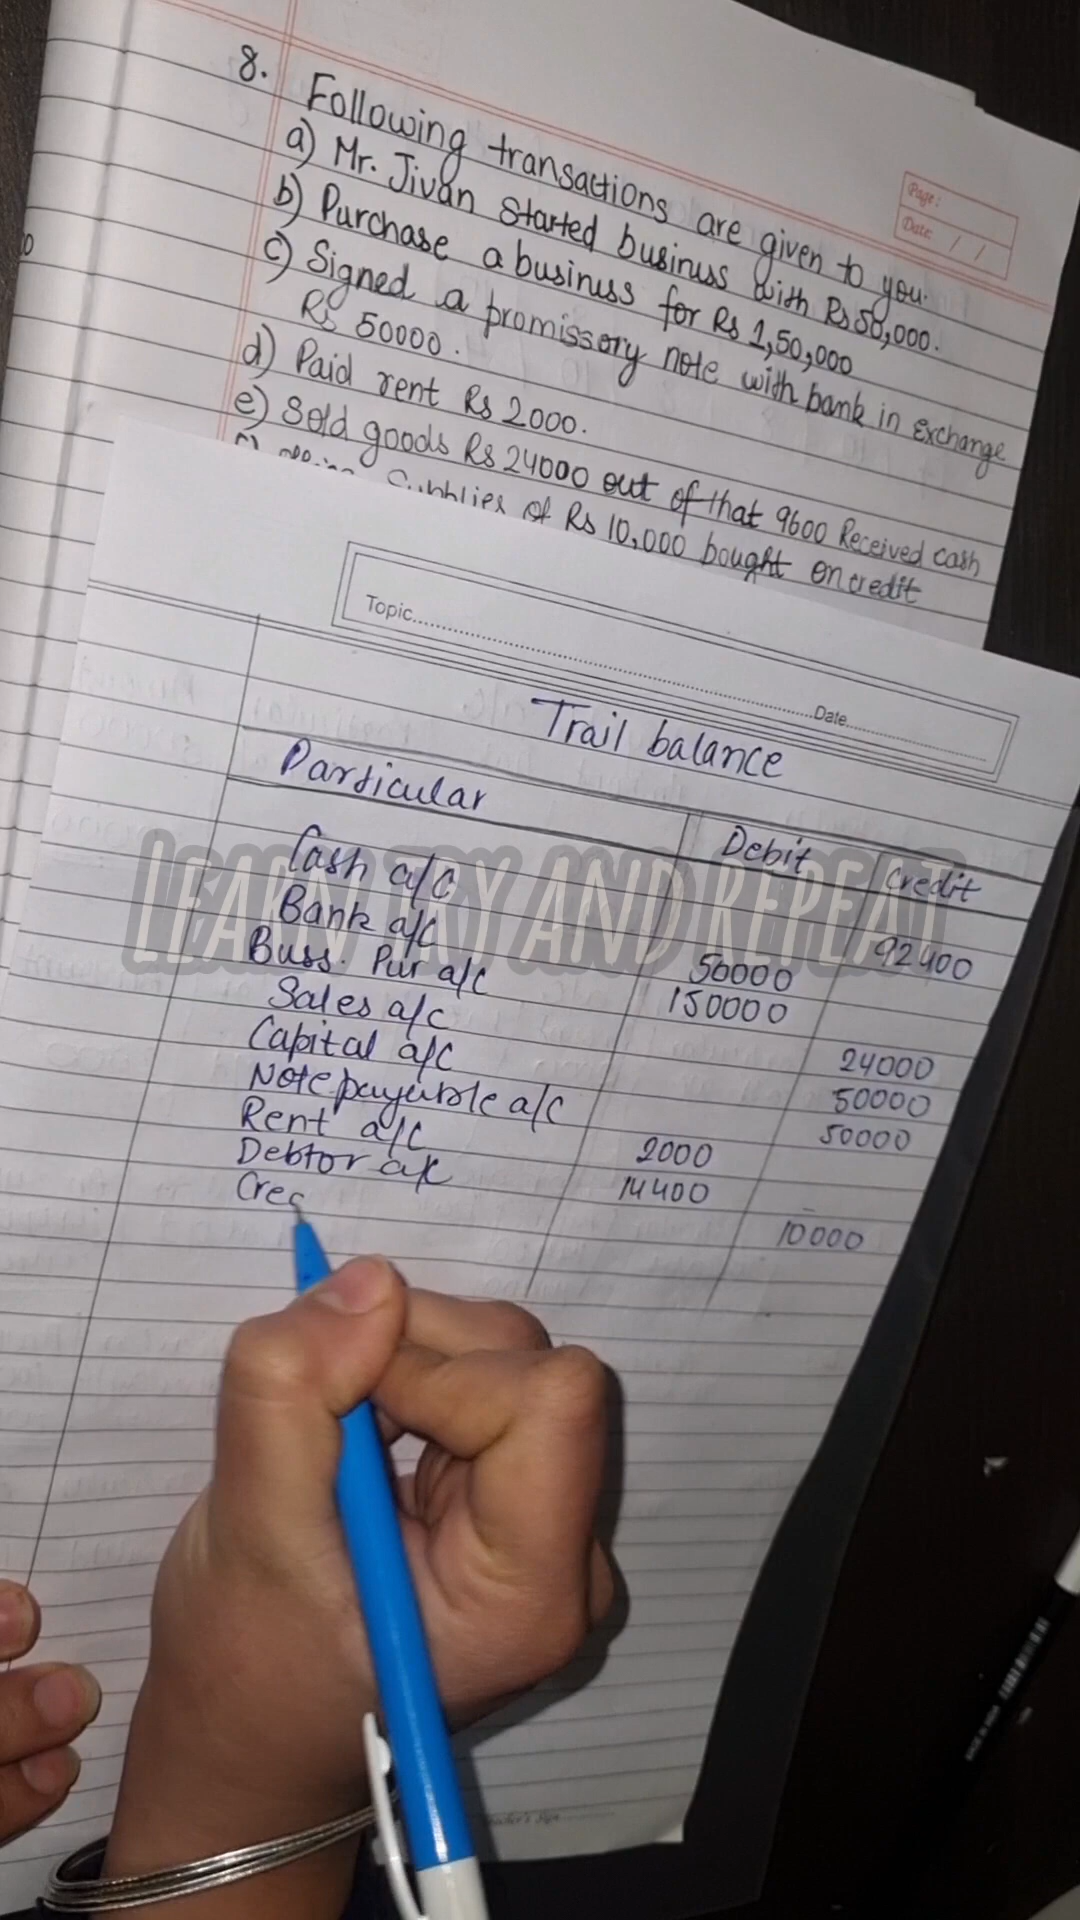 8. Following transactions are given to you.
Page:
Date: / /
a) Mr. Jivan Started business with Rs 50,000.
b) Purchase a business for Rs 1,50,000
c) Signed a promissory note with bank in exchange
Rs 50000.
d) Paid rent Rs 2000.
e) Sold goods Rs 24000 out of that 9600 Received cash
Supplies of Rs 10,000 bought on credit
Topic
Date
Trail balance
Particular Debit Credit
Cash a/c 92400
Bank a/c 50000
Buss. Pur a/c 150000
Sales a/c 24000
Capital a/c 50000
Note payable a/c 50000
Rent a/c 2000
Debtor a/c 14400
Crec 10000
LEARN TRY AND REPEAT